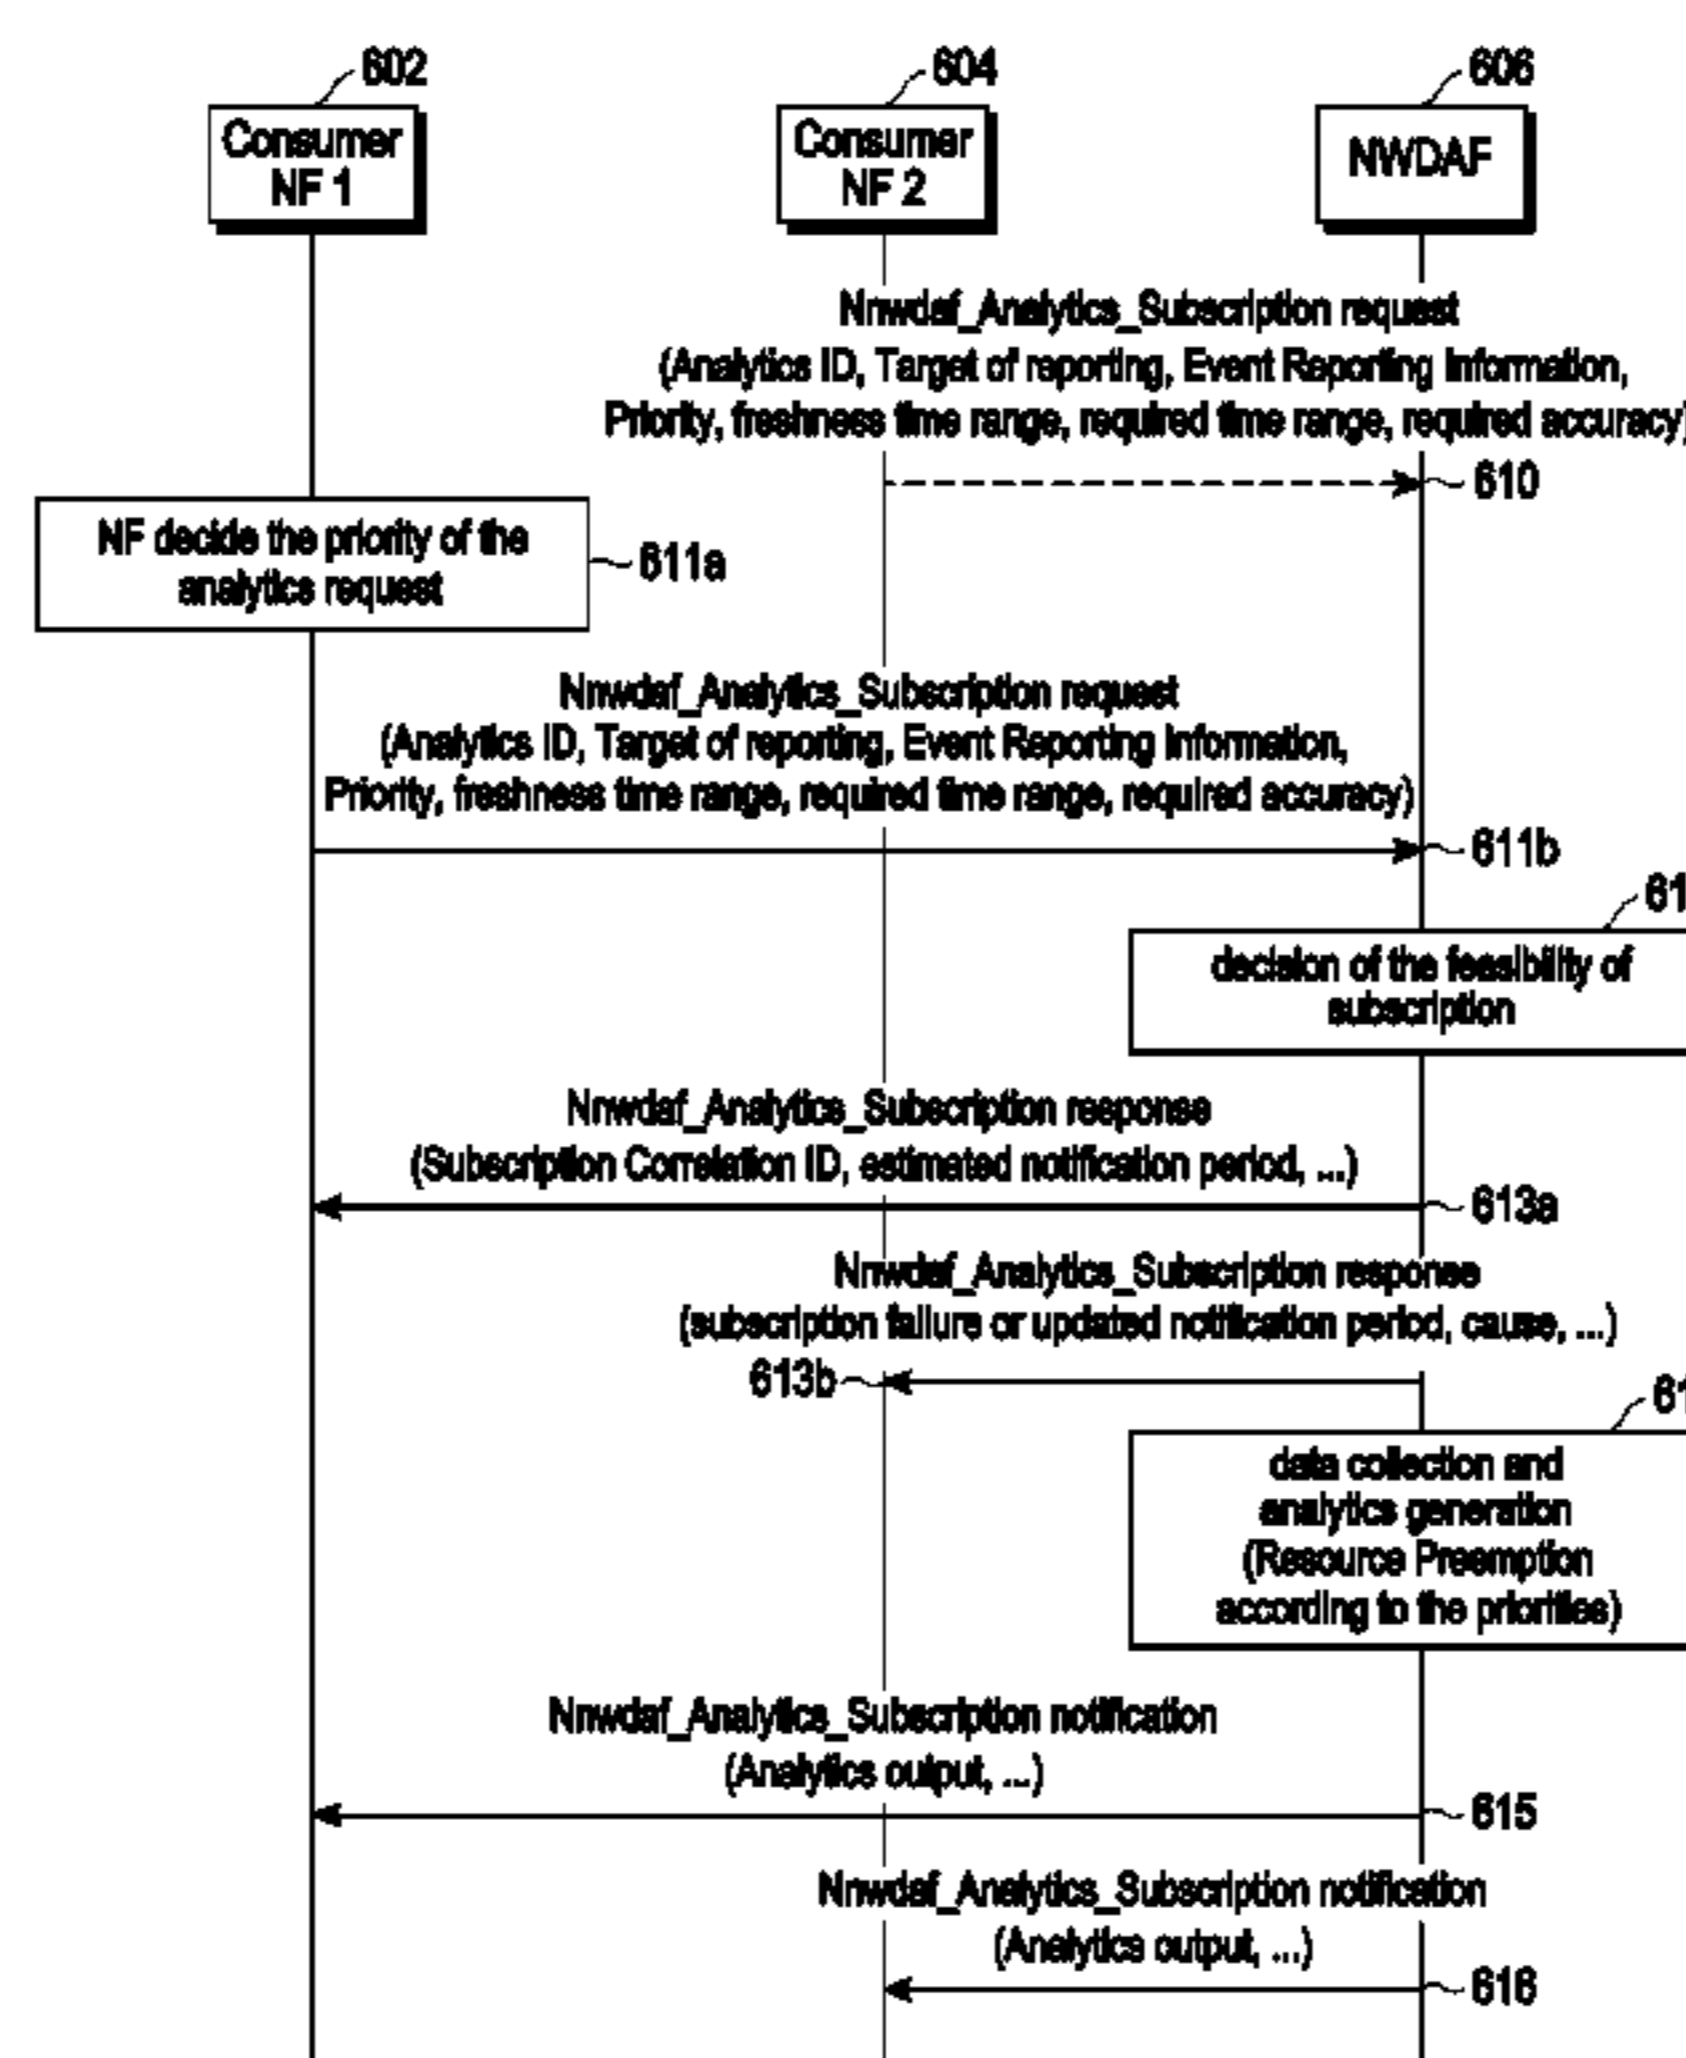 602
604
606
Consumer
NF 1
Consumer
NF 2
NWDAF
Nnwdaf_Analytics_Subscription request
(Analytics ID, Target of reporting, Event Reporting Information,
Priority, freshness time range, required time range, required accuracy)
610
NF decide the priority of the
analytics request
611a
Nnwdaf_Analytics_Subscription request
(Analytics ID, Target of reporting, Event Reporting Information,
Priority, freshness time range, required time range, required accuracy)
611b
61
decision of the feasibility of
subscription
Nnwdaf_Analytics_Subscription response
(Subscription Correlation ID, estimated notification period, ...)
613a
Nnwdaf_Analytics_Subscription response
(subscription failure or updated notification period, cause, ...)
613b
61
data collection and
analytics generation
(Resource Preemption
according to the priorities)
Nnwdaf_Analytics_Subscription notification
(Analytics output, ...)
615
Nnwdaf_Analytics_Subscription notification
(Analytics output, ...)
616